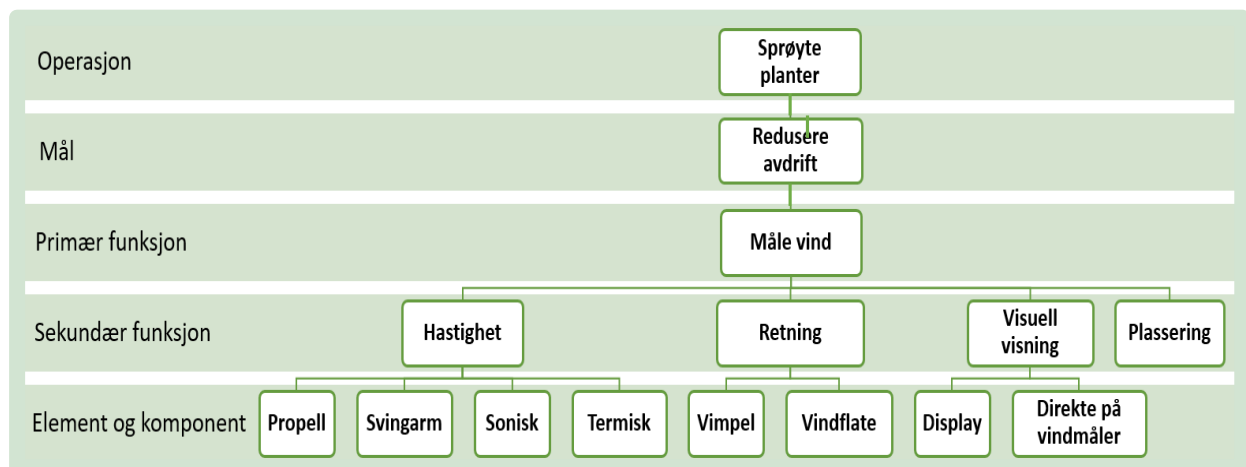 Operasjon
Sprøyte
planter
Mål
Redusere
avdrift
Primær funksjon
Måle vind
Sekundær funksjon
Hastighet
Retning
Visuell
visning
Plassering
Element og komponent
Propell
Svingarm
Sonisk
Termisk
Vimpel
Vindflate
Display
Direkte på
vindmåler